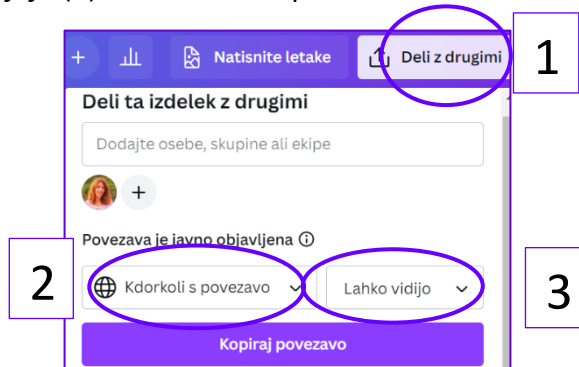 + Natisnite letake Deli z drugimi 1
Deli ta izdelek z drugimi
Dodajte osebe, skupine ali ekipe
+
Povezava je javno objavljena
2 Kdorkoli s povezavo Lahko vidijo 3
Kopiraj povezavo